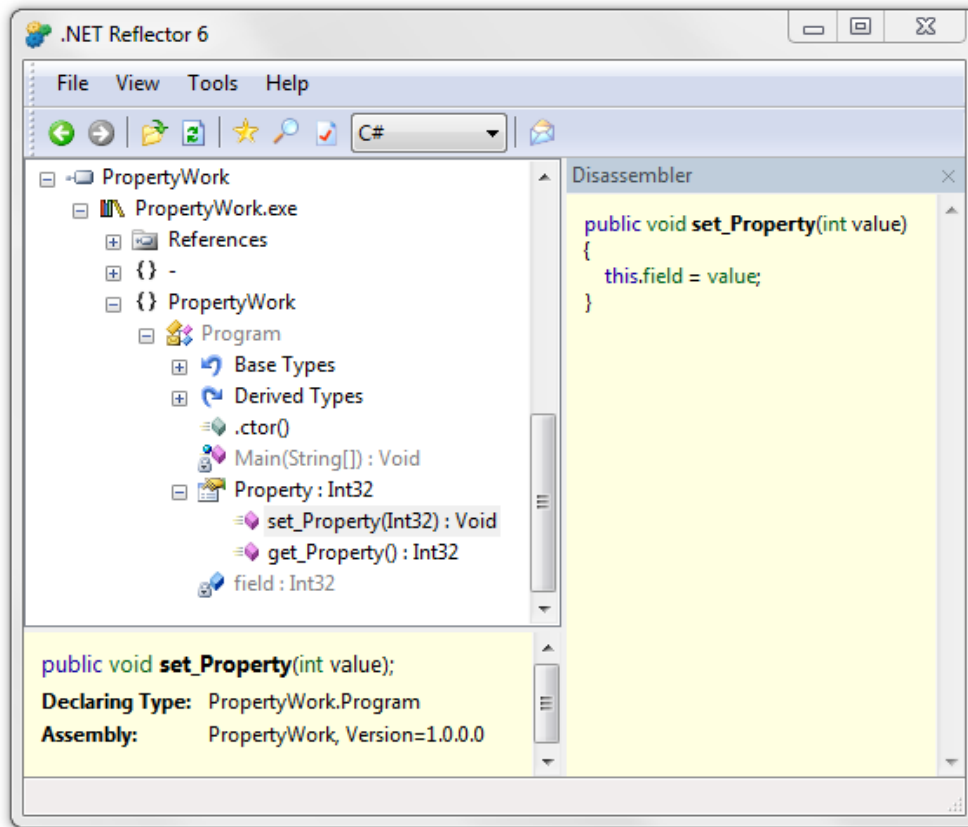 .NET Reflector 6
File View Tools Help
C#
PropertyWork
PropertyWork.exe
References
{} -
{} PropertyWork
Program
Base Types
Derived Types
.ctor()
Main(String[]) : Void
Property : Int32
set_Property(Int32) : Void
get_Property() : Int32
field : Int32
Disassembler
public void set_Property(int value)
{
this.field = value;
}
public void set_Property(int value);
Declaring Type: PropertyWork.Program
Assembly: PropertyWork, Version=1.0.0.0